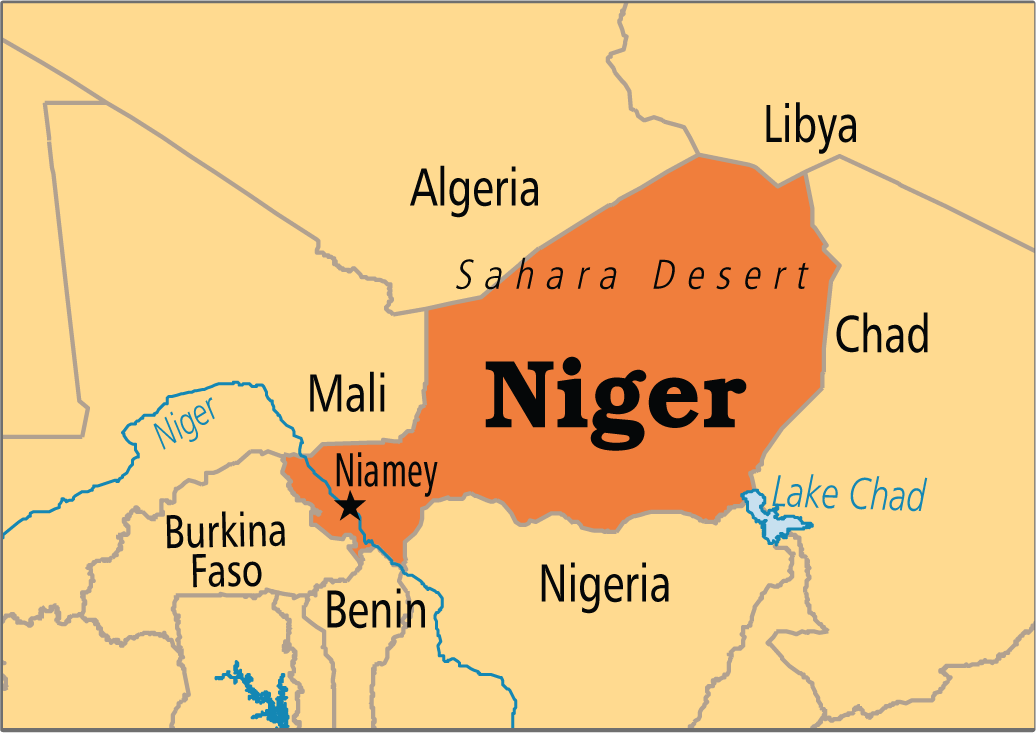 Libya
Algeria
Sahara Desert
Chad
Niger
Mali
Niger
Niamey
Lake Chad
Burkina
Faso
Nigeria
Benin